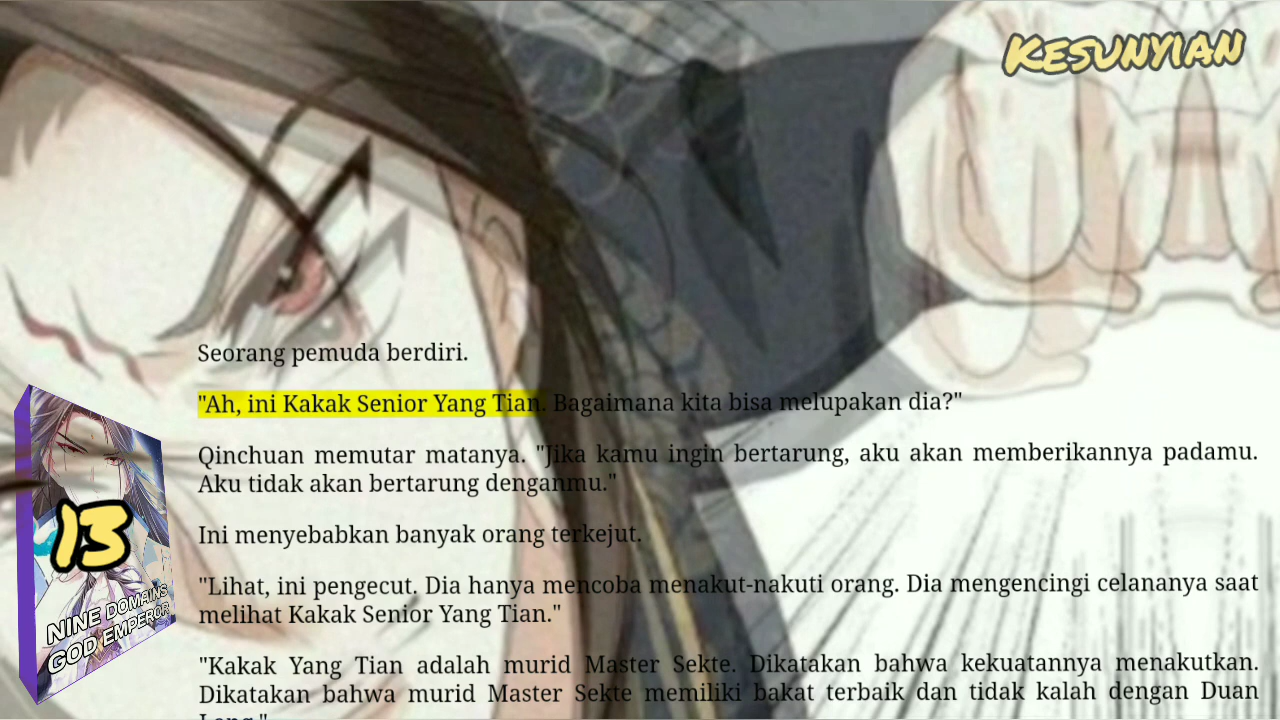 Kesunyian
Seorang pemuda berdiri.
"Ah, ini Kakak Senior Yang Tian. Bagaimana kita bisa melupakan dia?"
Qinchuan memutar matanya. "Jika kamu ingin bertarung, aku akan memberikannya padamu.
Aku tidak akan bertarung denganmu."
Ini menyebabkan banyak orang terkejut.
"Lihat, ini pengecut. Dia hanya mencoba menakut-nakuti orang. Dia mengencingi celananya saat
melihat Kakak Senior Yang Tian."
"Kakak Yang Tian adalah murid Master Sekte. Dikatakan bahwa kekuatannya menakutkan.
Dikatakan bahwa murid Master Sekte memiliki bakat terbaik dan tidak kalah dengan Duan
13
NINE DOMAINS
GOD EMPEROR